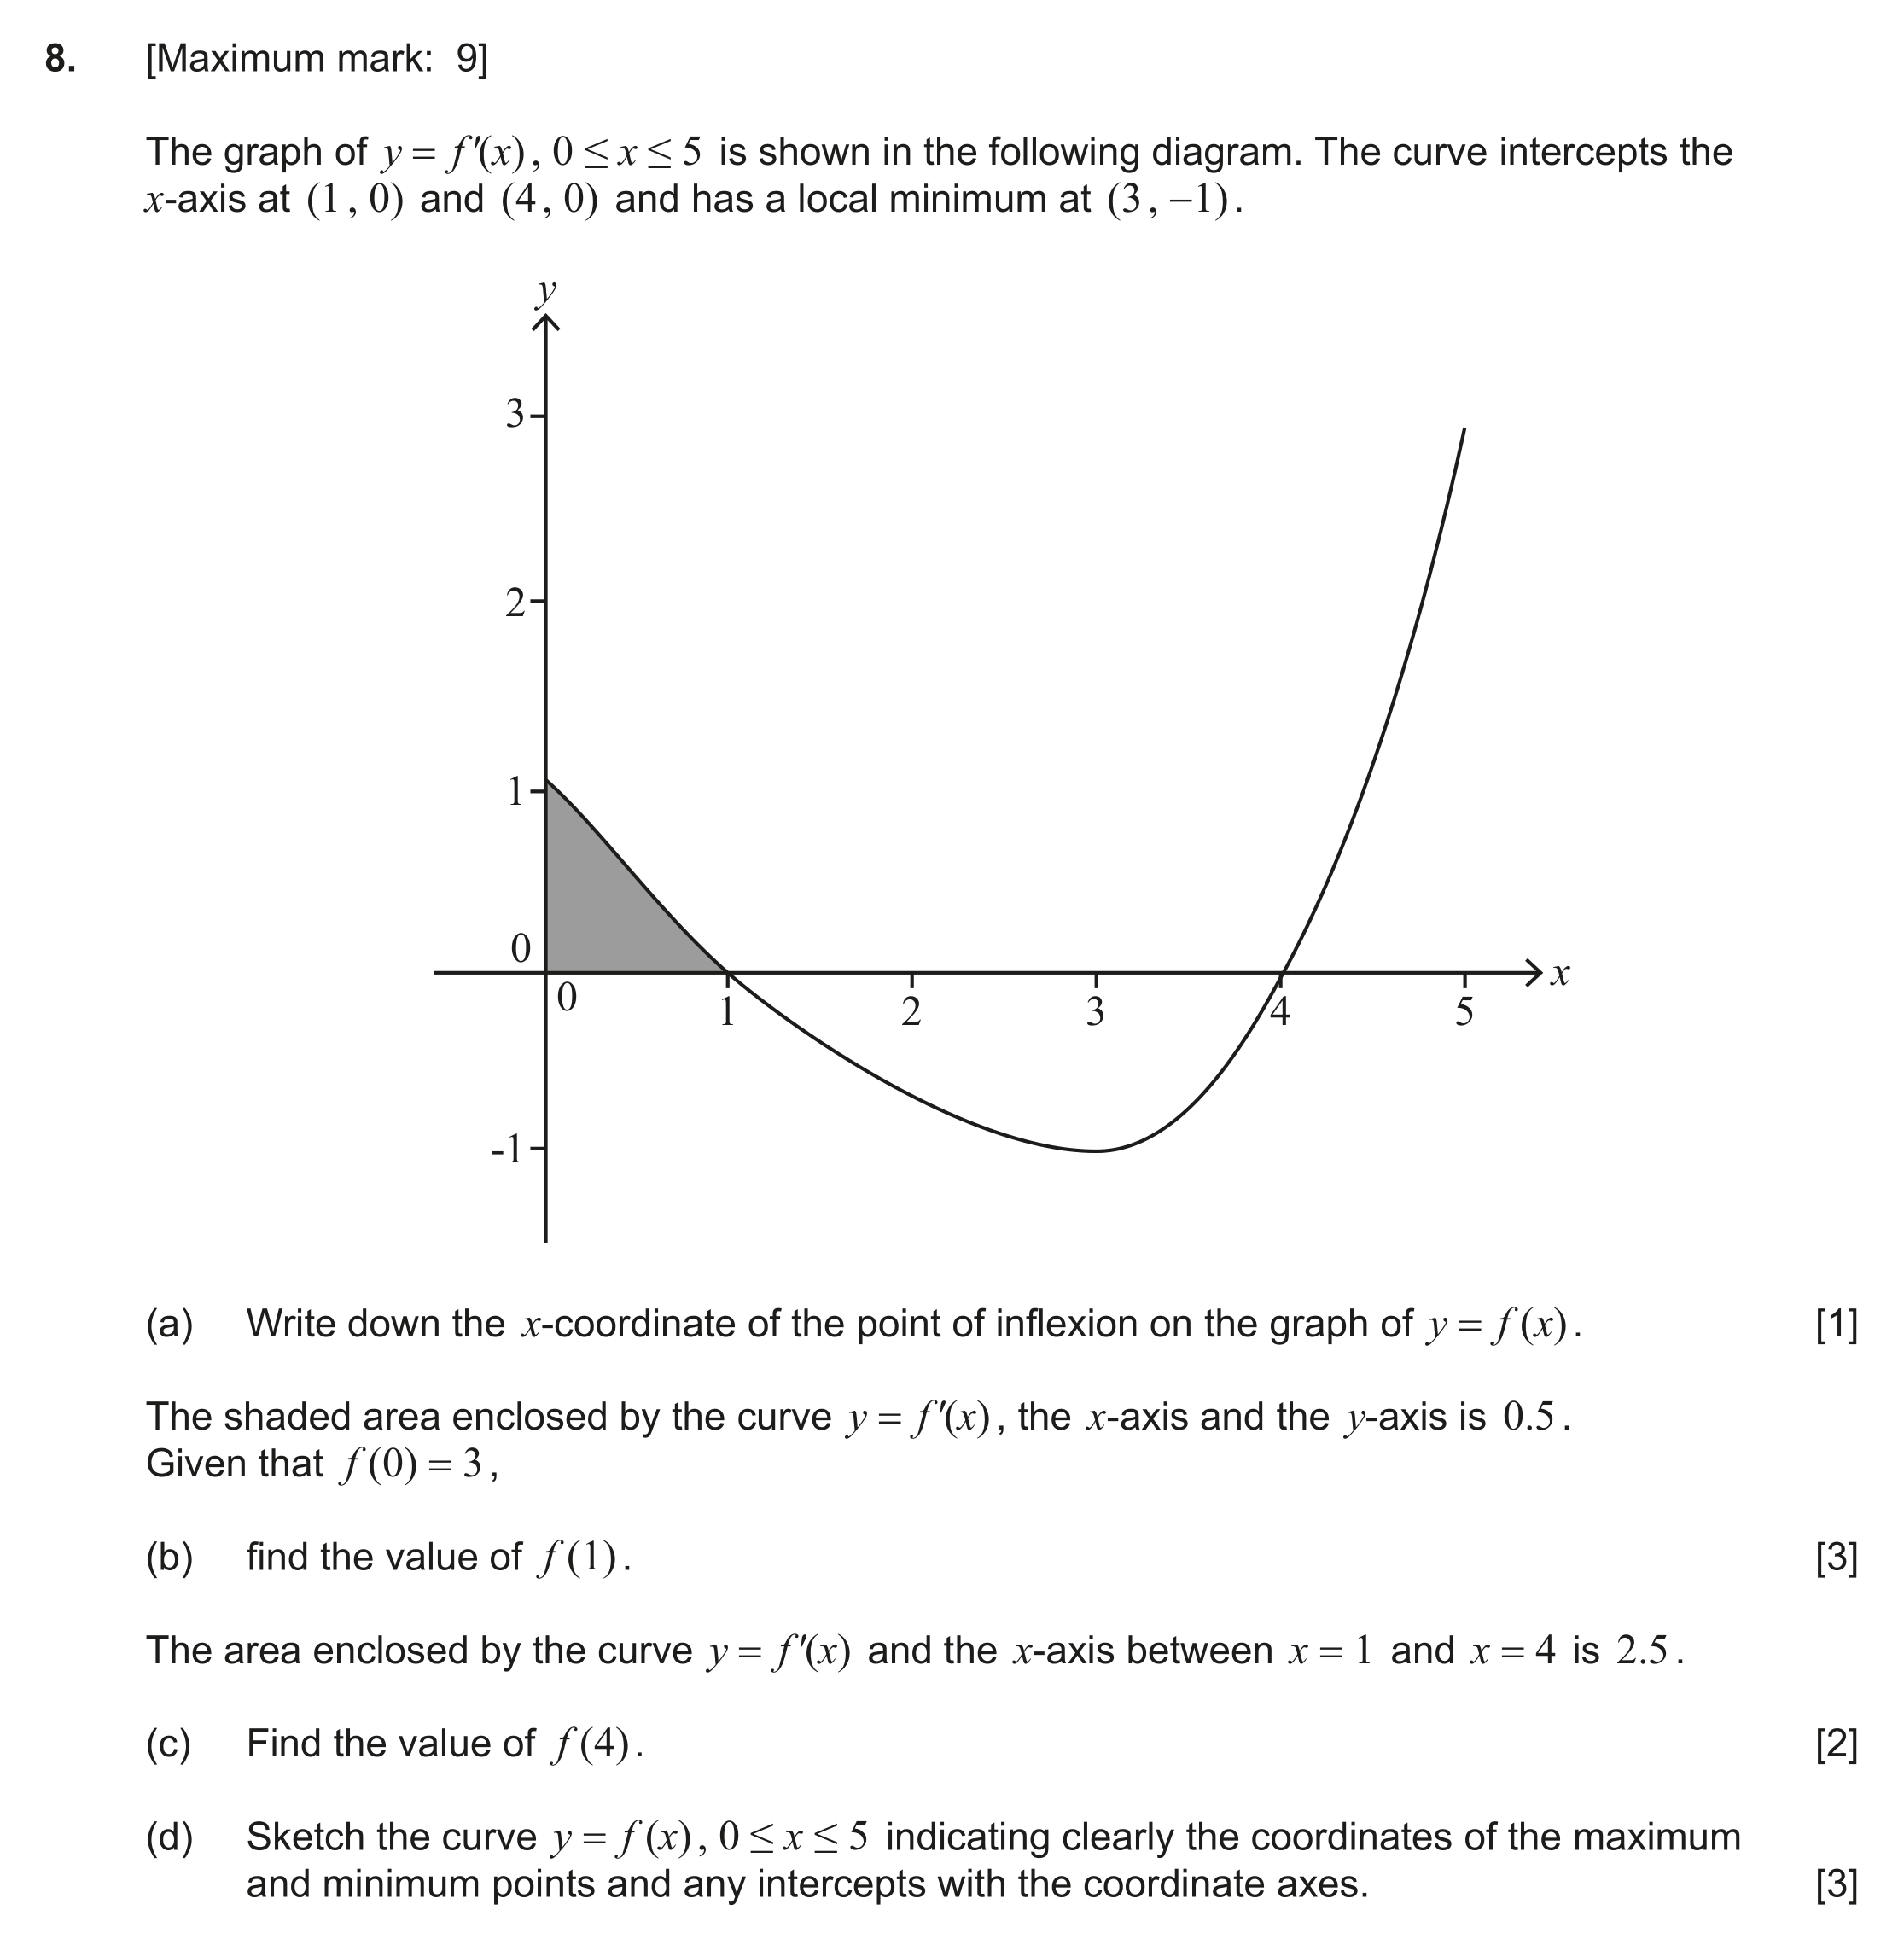 8. [Maximum mark: 9]
The graph of y = f′(x), 0 ≤ x ≤ 5 is shown in the following diagram. The curve intercepts the
x-axis at (1, 0) and (4, 0) and has a local minimum at (3, −1).
y
3
2
1
0
0 1 2 3 4 5 x
-1
(a) Write down the x-coordinate of the point of inflexion on the graph of y = f(x). [1]
The shaded area enclosed by the curve y = f′(x), the x-axis and the y-axis is 0.5.
Given that f(0) = 3,
(b) find the value of f(1). [3]
The area enclosed by the curve y = f′(x) and the x-axis between x = 1 and x = 4 is 2.5.
(c) Find the value of f(4). [2]
(d) Sketch the curve y = f(x), 0 ≤ x ≤ 5 indicating clearly the coordinates of the maximum
and minimum points and any intercepts with the coordinate axes. [3]